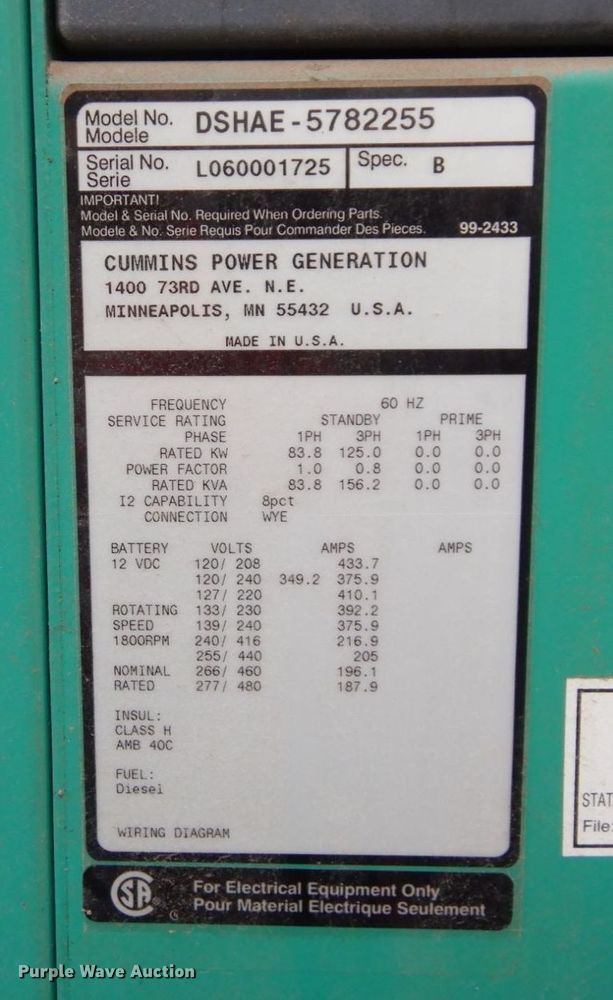 Model No. DSHAE-5782255
Modele
Serial No. L060001725 Spec. B
Serie
IMPORTANT!
Model & Serial No. Required When Ordering Parts.
Modele & No. Serie Requis Pour Commander Des Pieces. 99-2433
CUMMINS POWER GENERATION
1400 73RD AVE. N.E.
MINNEAPOLIS, MN 55432 U.S.A.
MADE IN U.S.A.
FREQUENCY 60 HZ
SERVICE RATING STANDBY PRIME
PHASE 1PH 3PH 1PH 3PH
RATED KW 83.8 125.0 0.0 0.0
POWER FACTOR 1.0 0.8 0.0 0.0
RATED KVA 83.8 156.2 0.0 0.0
I2 CAPABILITY 8pct
CONNECTION WYE
BATTERY VOLTS AMPS AMPS
12 VDC 120/ 208 433.7
120/ 240 349.2 375.9
127/ 220 410.1
ROTATING 133/ 230 392.2
SPEED 139/ 240 375.9
1800RPM 240/ 416 216.9
255/ 440 205
NOMINAL 266/ 460 196.1
RATED 277/ 480 187.9
INSUL:
CLASS H
AMB 40C
FUEL:
Diesel
WIRING DIAGRAM
SA For Electrical Equipment Only
Pour Material Electrique Seulement
STAT
File:
Purple Wave Auction